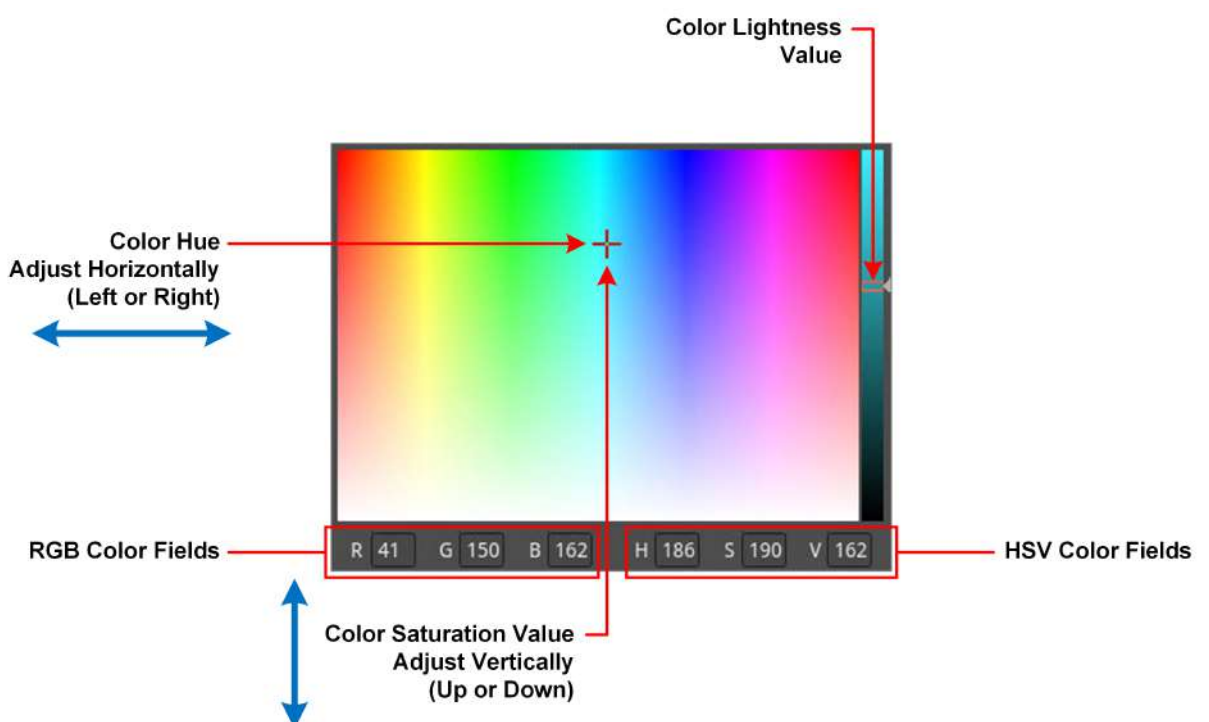 Color Lightness
Value
Color Hue
Adjust Horizontally
(Left or Right)
RGB Color Fields
R 41 G 150 B 162 H 186 S 190 V 162
HSV Color Fields
Color Saturation Value
Adjust Vertically
(Up or Down)